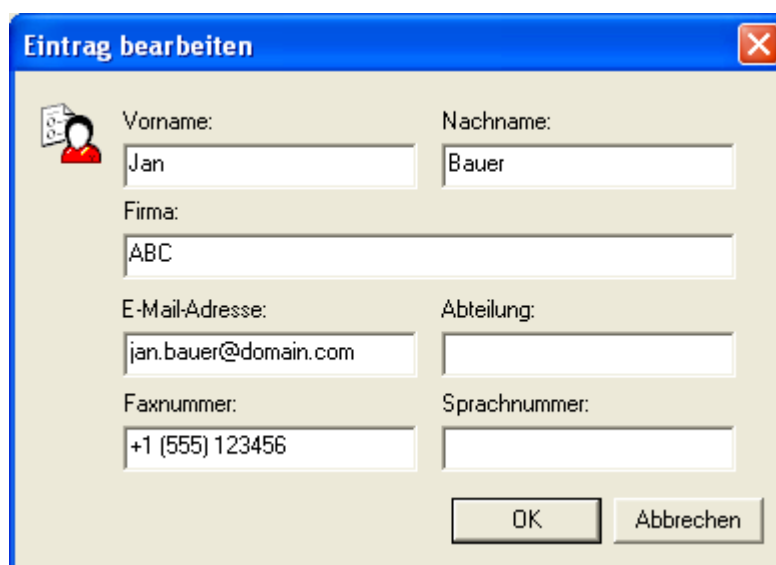 Eintrag bearbeiten
Vorname: Nachname:
Jan Bauer
Firma:
ABC
E-Mail-Adresse: Abteilung:
jan.bauer@domain.com
Faxnummer: Sprachnummer:
+1 (555) 123456
OK Abbrechen